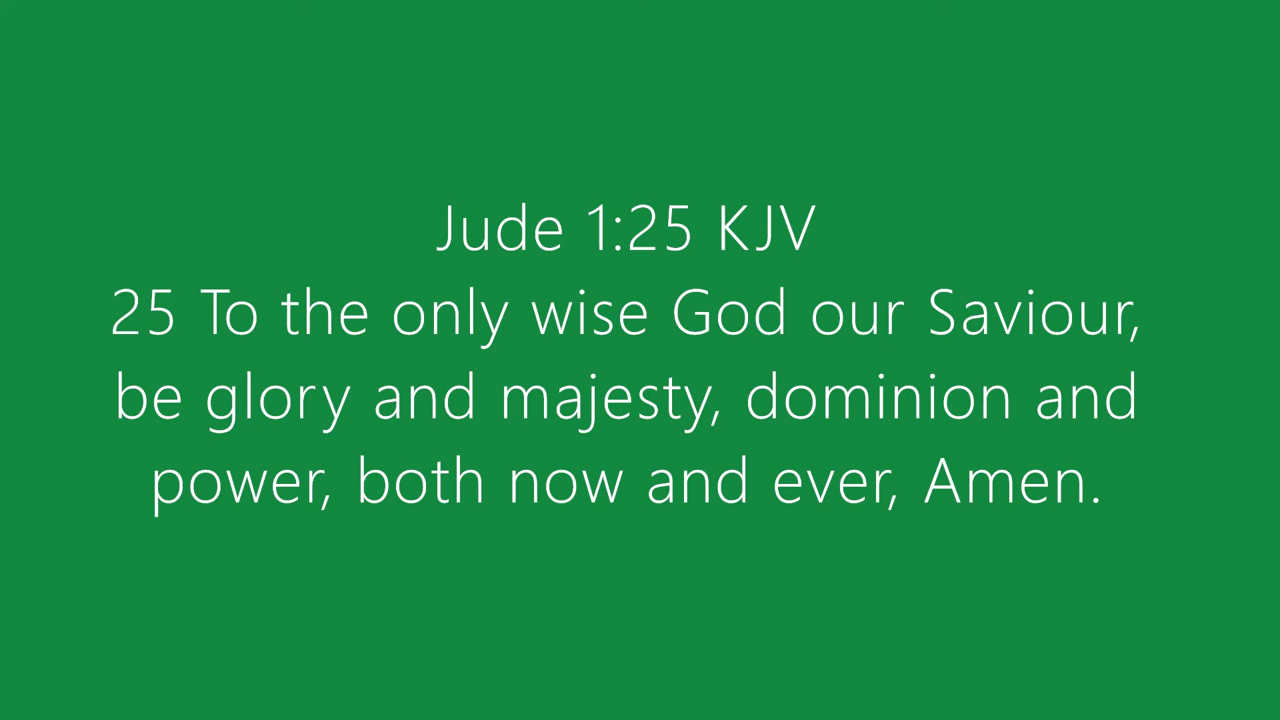 Jude 1:25 KJV
25 To the only wise God our Saviour,
be glory and majesty, dominion and
power, both now and ever, Amen.